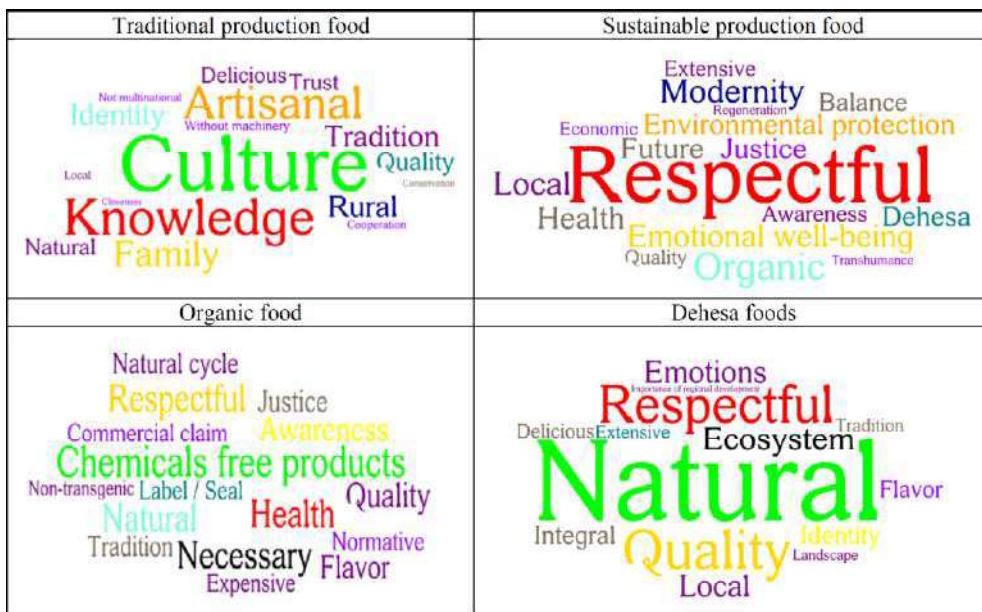 Traditional production food
Delicious Trust
Artisanal
Not multinational
Identity
Without machinery
Tradition
Culture
Quality
Local
Conservation
Closeness
Knowledge
Rural
Cooperation
Natural
Family
Sustainable production food
Extensive
Modernity
Regeneration
Balance
Economic
Environmental protection
Future Justice
Respectful
Local
Health
Awareness
Dehesa
Emotional well-being
Quality
Organic
Transhumance
Organic food
Natural cycle
Respectful Justice
Commercial claim Awareness
Chemicals free products
Non-transgenic Label / Seal
Quality
Natural
Health
Tradition
Necessary
Normative
Flavor
Expensive
Dehesa foods
Emotions
Importance of regional development
Respectful
Delicious Extensive
Ecosystem
Tradition
Natural
Flavor
Integral
Quality
Identity
Landscape
Local